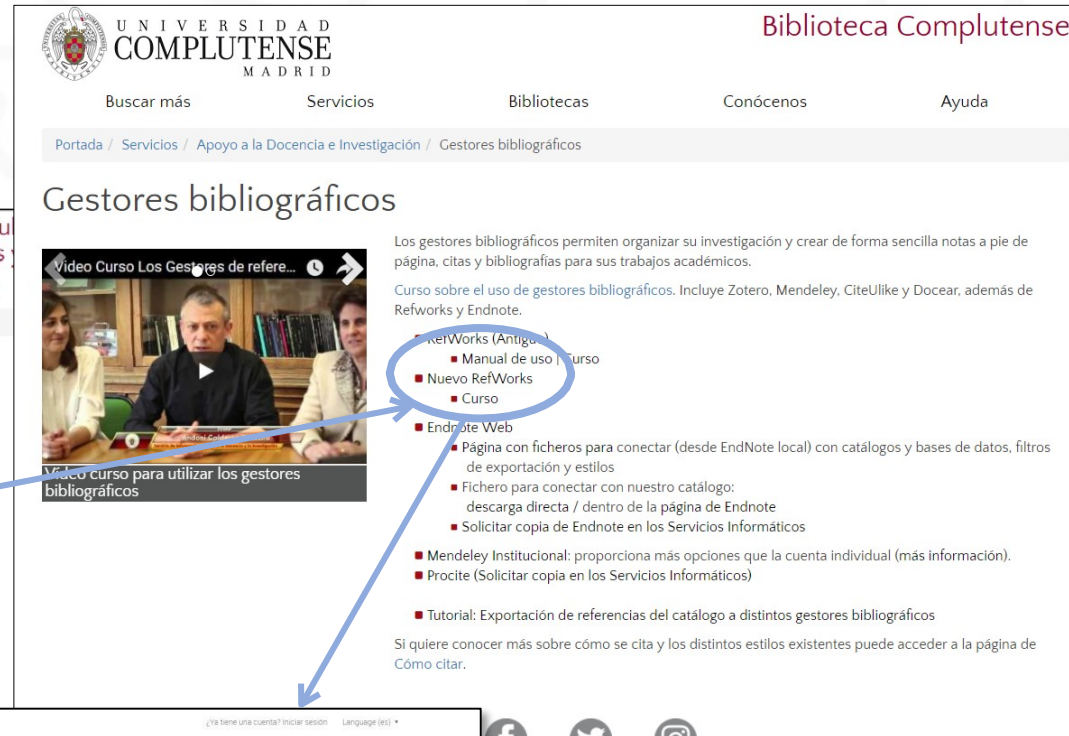 UNIVERSIDAD
COMPLUTENSE
MADRID
Biblioteca Complutense
Buscar más Servicios Bibliotecas Conócenos Ayuda
Portada / Servicios / Apoyo a la Docencia e Investigación / Gestores bibliográficos
Gestores bibliográficos
Vídeo Curso Los Gestores de refere...
Vídeo curso para utilizar los gestores
bibliográficos
Los gestores bibliográficos permiten organizar su investigación y crear de forma sencilla notas a pie de
página, citas y bibliografías para sus trabajos académicos.
Curso sobre el uso de gestores bibliográficos. Incluye Zotero, Mendeley, CiteUlike y Docear, además de
Refworks y Endnote.
RefWorks (Antiguo)
Manual de uso | Curso
Nuevo RefWorks
Curso
Endnote Web
Página con ficheros para conectar (desde EndNote local) con catálogos y bases de datos, filtros
de exportación y estilos
Fichero para conectar con nuestro catálogo:
descarga directa / dentro de la página de Endnote
Solicitar copia de Endnote en los Servicios Informáticos
Mendeley Institucional: proporciona más opciones que la cuenta individual (más información).
Procite (Solicitar copia en los Servicios Informáticos)
Tutorial: Exportación de referencias del catálogo a distintos gestores bibliográficos
Si quiere conocer más sobre cómo se cita y los distintos estilos existentes puede acceder a la página de
Cómo citar.
¿Ya tiene una cuenta? Iniciar sesión Language (es)